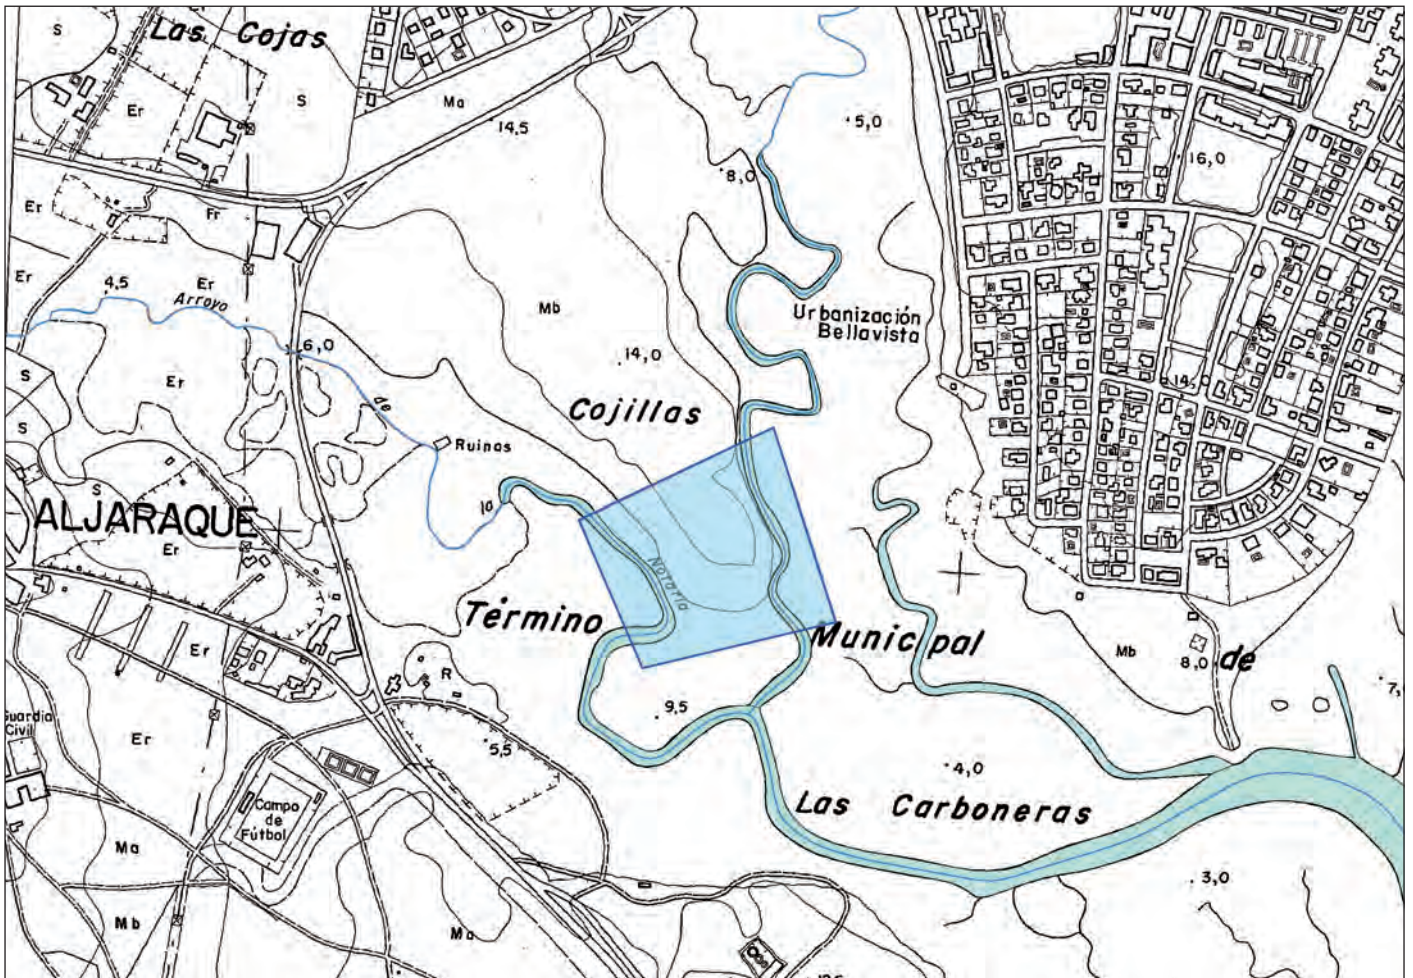 S
Las Cojas
Ma
14,5
5,0
Er
S
16,0
8,0
Er
Fr
Er
4,5
Er
Arroyo
Mb
Urbanización
Bellavista
6,0
14,0
S
Er
de
Cojillas
S
Ruinas
S
la
ALJARAQUE
Er
Notaria
Término
Municipal
de
Er
R
Mb
8,0
7,
9,5
Guardia
Civil
Er
5,5
4,0
Campo
de
Fútbol
Las Carboneras
Ma
3,0
Mb
Ma